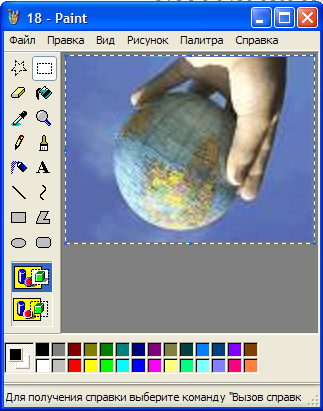 18 - Paint
Файл Правка Вид Рисунок Палитра Справка
A
Для получения справки выберите команду "Вызов справк